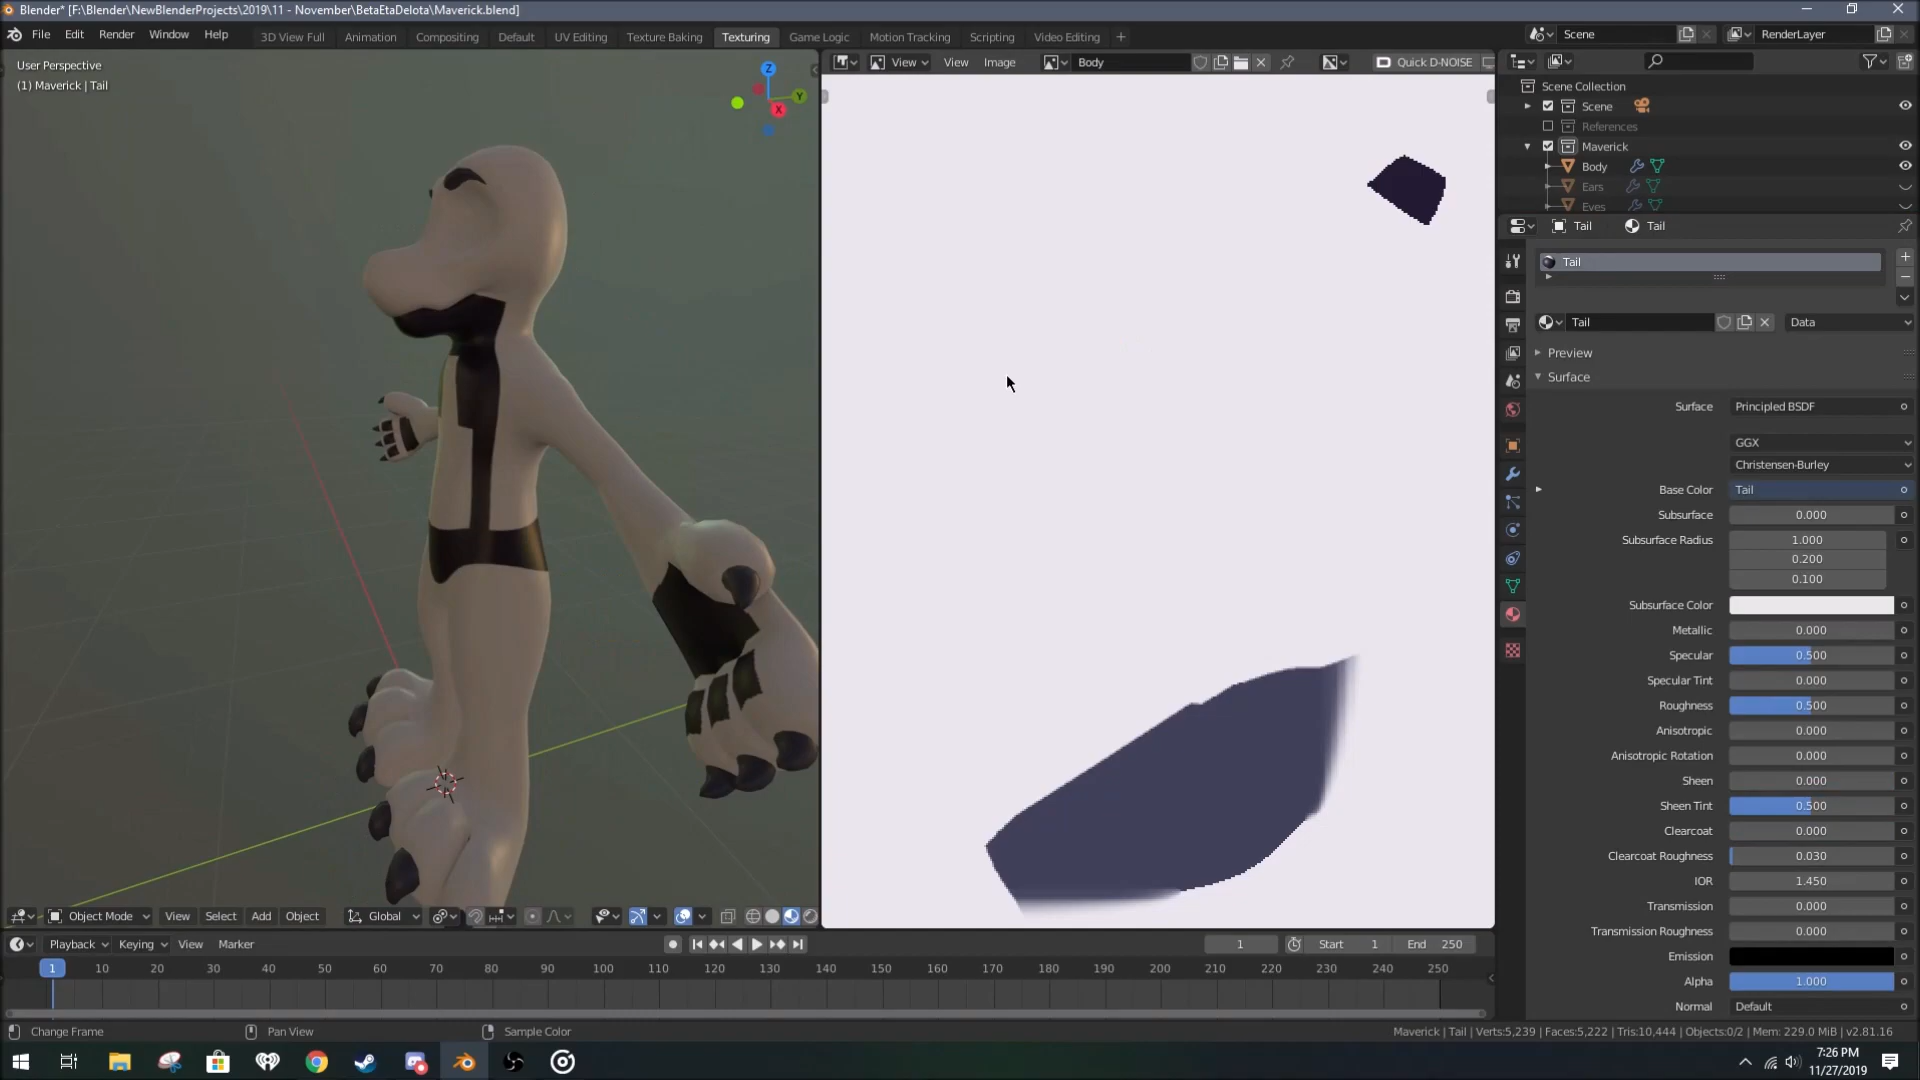 Blender* [F:\Blender\NewBlenderProjects\2019\11 - November\BetaEtaDelota\Maverick.blend]
File Edit Render Window Help 3D View Full Animation Compositing Default UV Editing Texture Baking Texturing Game Logic Motion Tracking Scripting Video Editing + Scene RenderLayer
User Perspective
(1) Maverick | Tail
Z
Y
X
View View Image Body Quick D-NOISE
Scene Collection
Scene
References
Maverick
Body
Ears
Eyes
Tail Tail
Tail
Tail Data
Preview
Surface
Surface Principled BSDF
GGX
Christensen-Burley
Base Color Tail
Subsurface 0.000
Subsurface Radius 1.000
0.200
0.100
Subsurface Color
Metallic 0.000
Specular 0.500
Specular Tint 0.000
Roughness 0.500
Anisotropic 0.000
Anisotropic Rotation 0.000
Sheen 0.000
Sheen Tint 0.500
Clearcoat 0.000
Clearcoat Roughness 0.030
IOR 1.450
Transmission 0.000
Transmission Roughness 0.000
Emission
Alpha 1.000
Normal Default
Object Mode View Select Add Object Global
Playback Keying View Marker 1 Start 1 End 250
1 10 20 30 40 50 60 70 80 90 100 110 120 130 140 150 160 170 180 190 200 210 220 230 240 250
Change Frame Pan View Sample Color Maverick | Tail | Verts:5,239 | Faces:5,222 | Tris:10,444 | Objects:0/2 | Mem: 229.0 MiB | v2.81.16
7:26 PM
11/27/2019